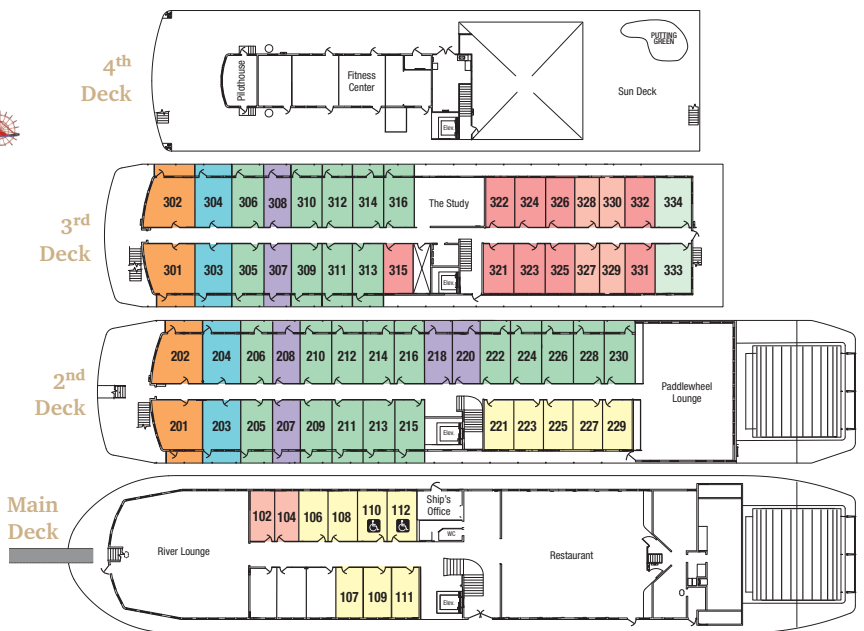 4th
Deck
Pilothouse
Fitness
Center
Elev.
Sun Deck
PUTTING
GREEN
3rd
Deck
302 304 306 308 310 312 314 316 The Study 322 324 326 328 330 332 334
301 303 305 307 309 311 313 315 Elev. 321 323 325 327 329 331 333
2nd
Deck
202 204 206 208 210 212 214 216 218 220 222 224 226 228 230
Paddlewheel
Lounge
201 203 205 207 209 211 213 215 Elev. 221 223 225 227 229
Main
Deck
River Lounge
102 104 106 108 110 112
Ship's
Office
WC
Restaurant
107 109 111 Elev.